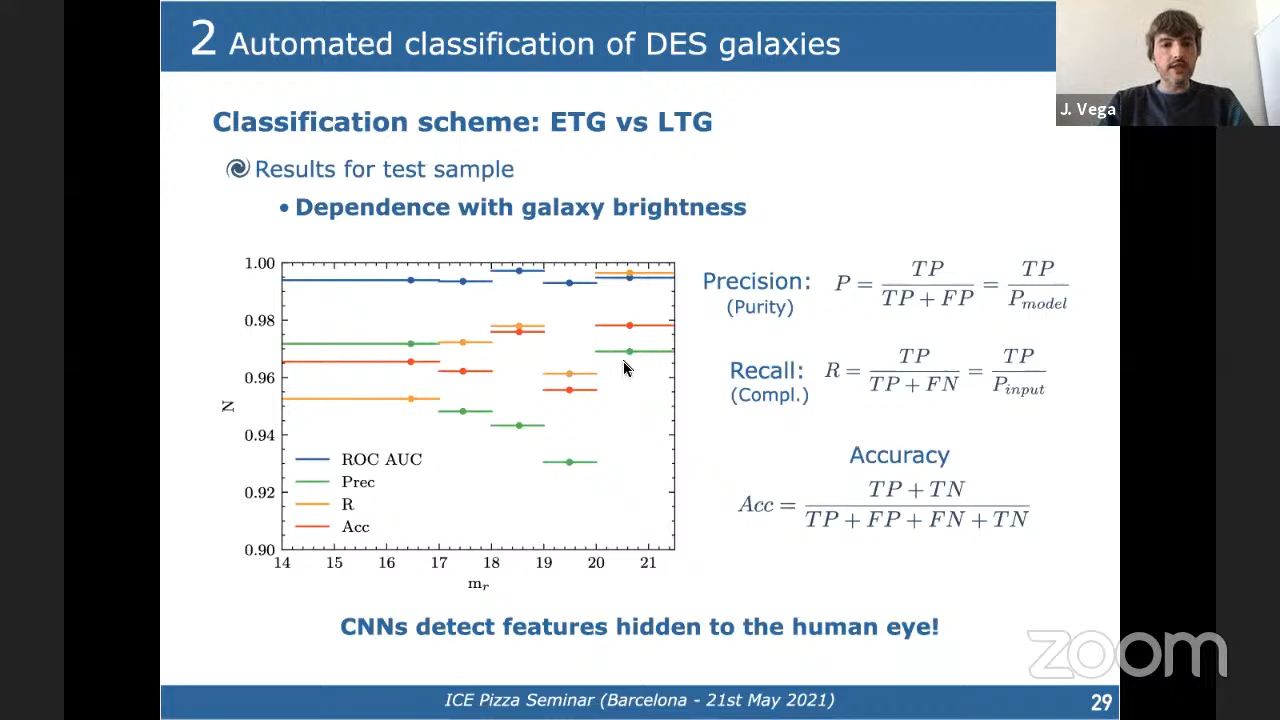 2 Automated classification of DES galaxies
J. Vega
Classification scheme: ETG vs LTG
Results for test sample
• Dependence with galaxy brightness
1.00
0.98
0.96
0.94
0.92
0.90
N
14 15 16 17 18 19 20 21
m_r
ROC AUC
Prec
R
Acc
Precision: P = TP / (TP + FP) = TP / P_model
(Purity)
Recall: R = TP / (TP + FN) = TP / P_input
(Compl.)
Accuracy
Acc = (TP + TN) / (TP + FP + FN + TN)
CNNs detect features hidden to the human eye!
zoom
ICE Pizza Seminar (Barcelona - 21st May 2021)
29